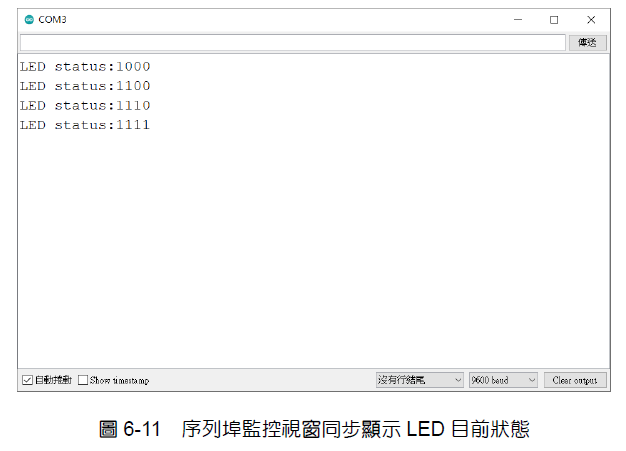 COM3
傳送
LED status:1000
LED status:1100
LED status:1110
LED status:1111
自動捲動 Show timestamp 沒有行結尾 9600 baud Clear output
圖 6-11 序列埠監控視窗同步顯示 LED 目前狀態